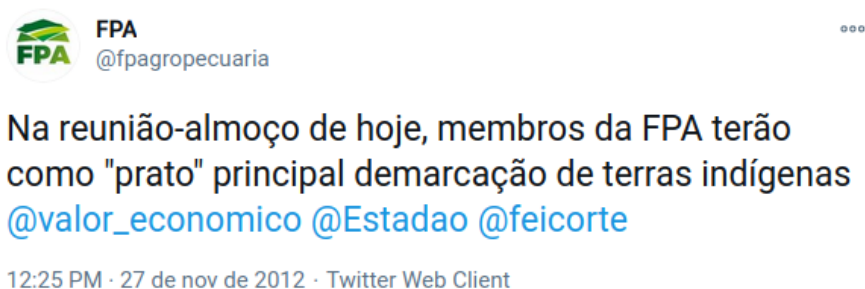 FPA
FPA
@fpagropecuaria
Na reunião-almoço de hoje, membros da FPA terão
como "prato" principal demarcação de terras indígenas
@valor_economico @Estadao @feicorte
12:25 PM · 27 de nov de 2012 · Twitter Web Client